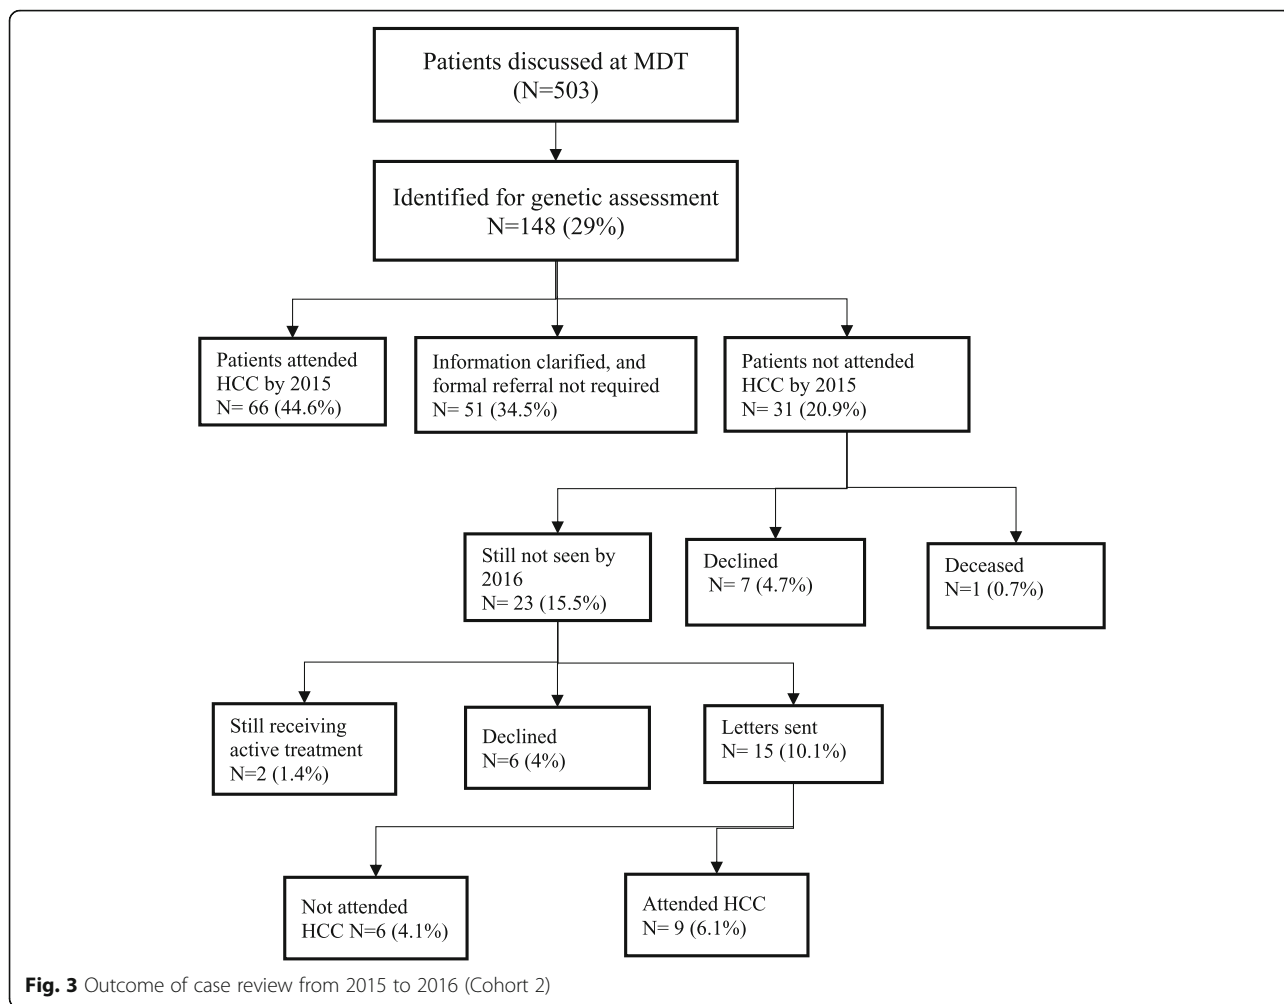 Patients discussed at MDT
(N=503)
Identified for genetic assessment
N=148 (29%)
Patients attended
HCC by 2015
N= 66 (44.6%)
Information clarified, and
formal referral not required
N= 51 (34.5%)
Patients not attended
HCC by 2015
N= 31 (20.9%)
Still not seen by
2016
N= 23 (15.5%)
Declined
N= 7 (4.7%)
Deceased
N=1 (0.7%)
Still receiving
active treatment
N=2 (1.4%)
Declined
N=6 (4%)
Letters sent
N= 15 (10.1%)
Not attended
HCC N=6 (4.1%)
Attended HCC
N= 9 (6.1%)
Fig. 3 Outcome of case review from 2015 to 2016 (Cohort 2)